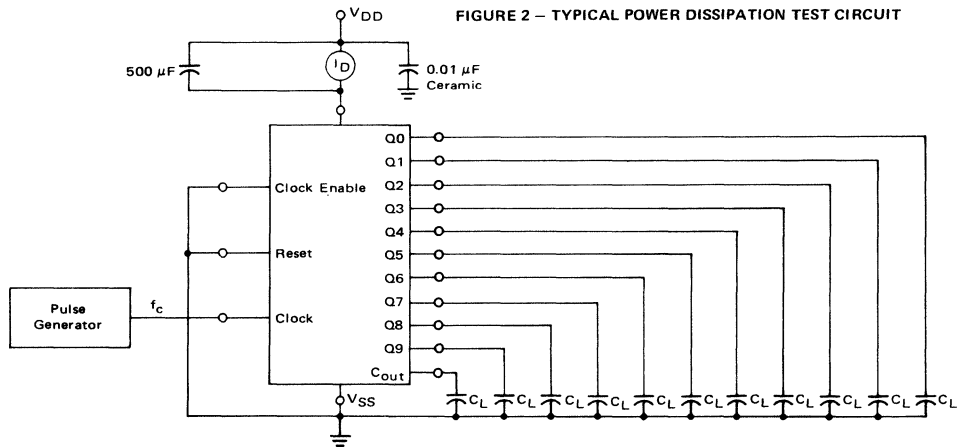 FIGURE 2 – TYPICAL POWER DISSIPATION TEST CIRCUIT
VDD
500 μF
ID
0.01 μF
Ceramic
Q0
Q1
Clock Enable
Q2
Q3
Q4
Reset
Q5
Q6
Pulse
Generator
fc
Clock
Q7
Q8
Q9
Cout
VSS
CL CL CL CL CL CL CL CL CL CL CL